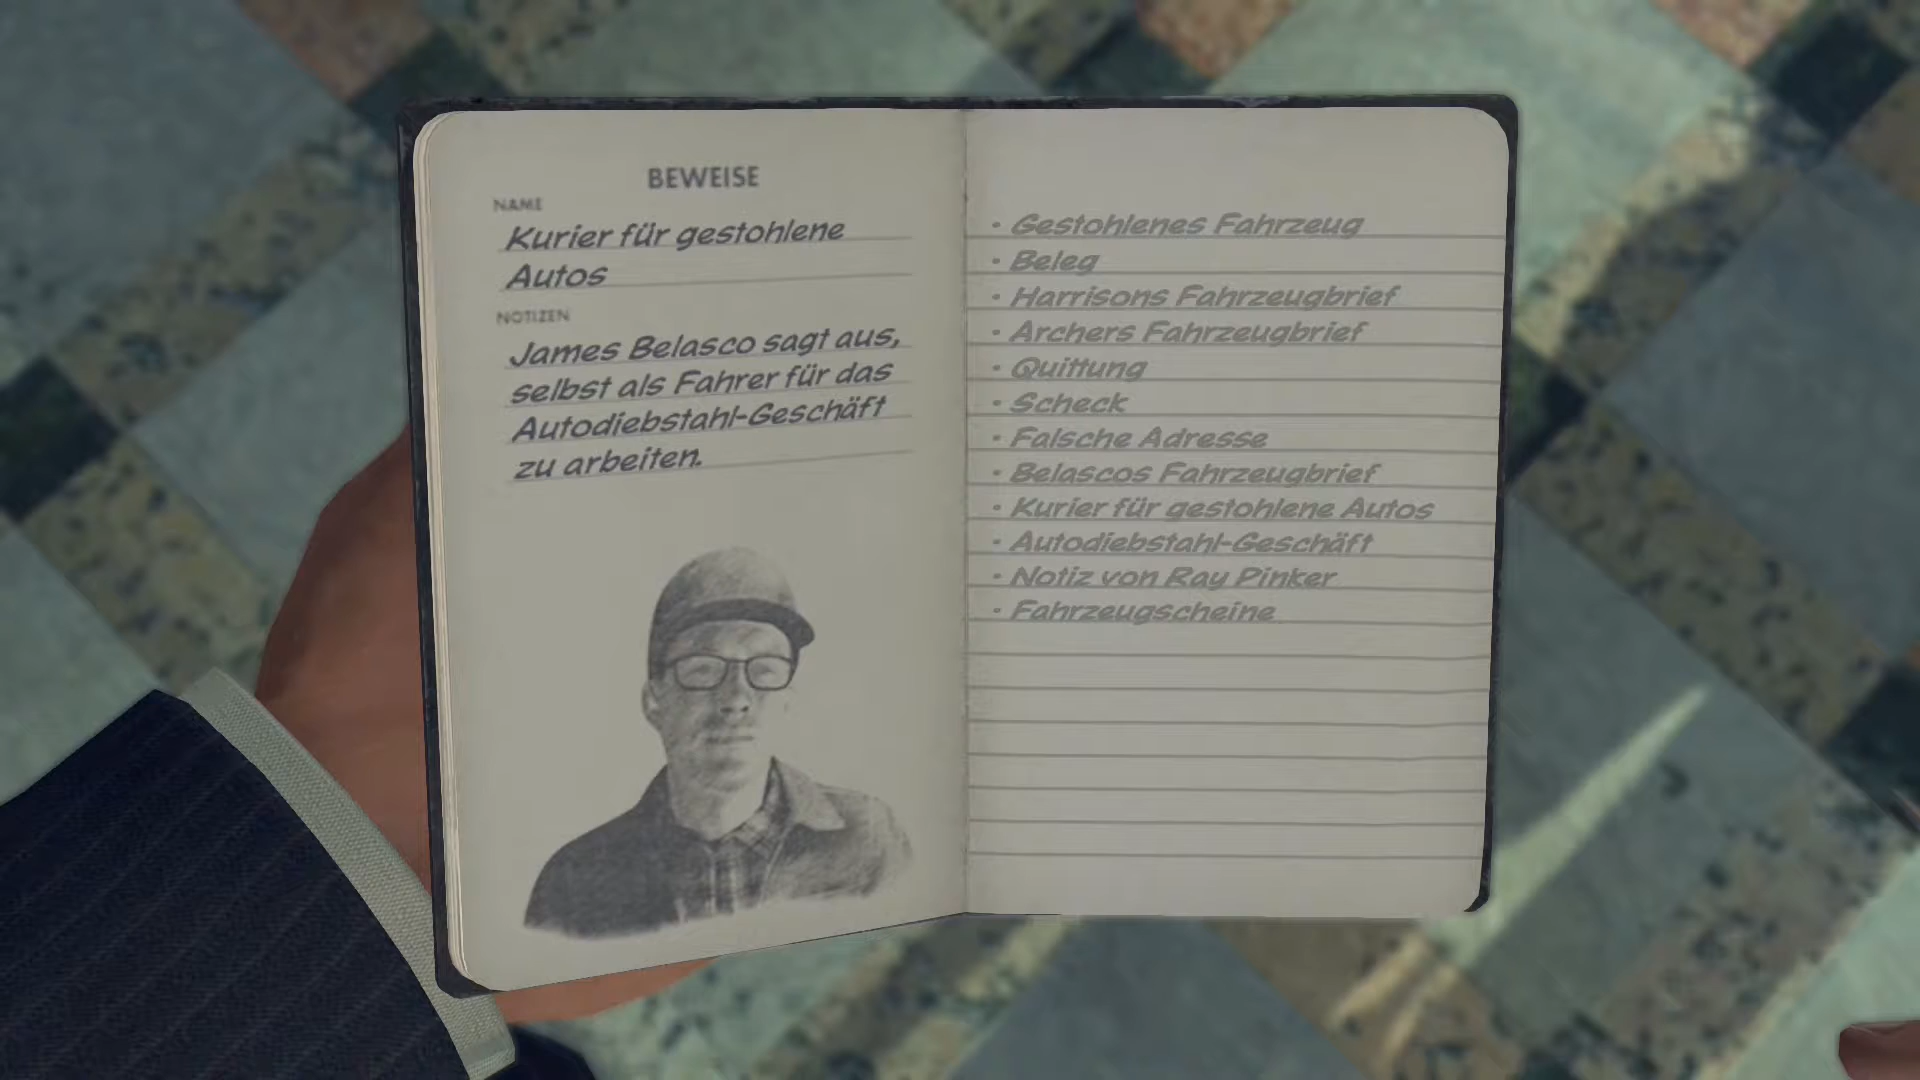 BEWEISE
NAME
Kurier für gestohlene
Autos
NOTIZEN
James Belasco sagt aus,
selbst als Fahrer für das
Autodiebstahl-Geschäft
zu arbeiten.
• Gestohlenes Fahrzeug
• Beleg
• Harrisons Fahrzeugbrief
• Archers Fahrzeugbrief
• Quittung
• Scheck
• Falsche Adresse
• Belascos Fahrzeugbrief
• Kurier für gestohlene Autos
• Autodiebstahl-Geschäft
• Notiz von Ray Pinker
• Fahrzeugscheine